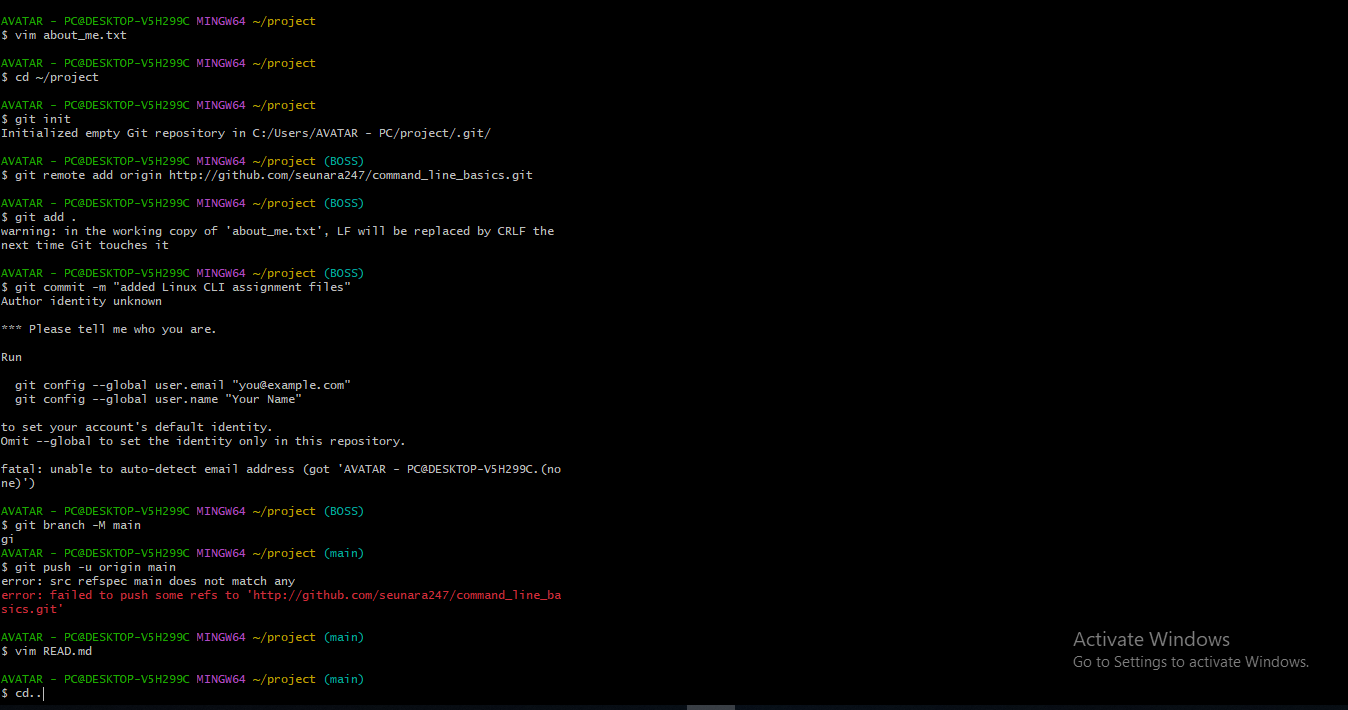 AVATAR - PC@DESKTOP-V5H299C MINGW64 ~/project
$ vim about_me.txt
AVATAR - PC@DESKTOP-V5H299C MINGW64 ~/project
$ cd ~/project
AVATAR - PC@DESKTOP-V5H299C MINGW64 ~/project
$ git init
Initialized empty Git repository in C:/Users/AVATAR - PC/project/.git/
AVATAR - PC@DESKTOP-V5H299C MINGW64 ~/project (BOSS)
$ git remote add origin http://github.com/seunara247/command_line_basics.git
AVATAR - PC@DESKTOP-V5H299C MINGW64 ~/project (BOSS)
$ git add .
warning: in the working copy of 'about_me.txt', LF will be replaced by CRLF the
next time Git touches it
AVATAR - PC@DESKTOP-V5H299C MINGW64 ~/project (BOSS)
$ git commit -m "added Linux CLI assignment files"
Author identity unknown
*** Please tell me who you are.
Run
  git config --global user.email "you@example.com"
  git config --global user.name "Your Name"
to set your account's default identity.
Omit --global to set the identity only in this repository.
fatal: unable to auto-detect email address (got 'AVATAR - PC@DESKTOP-V5H299C.(no
ne)')
AVATAR - PC@DESKTOP-V5H299C MINGW64 ~/project (BOSS)
$ git branch -M main
gi
AVATAR - PC@DESKTOP-V5H299C MINGW64 ~/project (main)
$ git push -u origin main
error: src refspec main does not match any
error: failed to push some refs to 'http://github.com/seunara247/command_line_ba
sics.git'
AVATAR - PC@DESKTOP-V5H299C MINGW64 ~/project (main)
$ vim READ.md
AVATAR - PC@DESKTOP-V5H299C MINGW64 ~/project (main)
$ cd..
Activate Windows
Go to Settings to activate Windows.